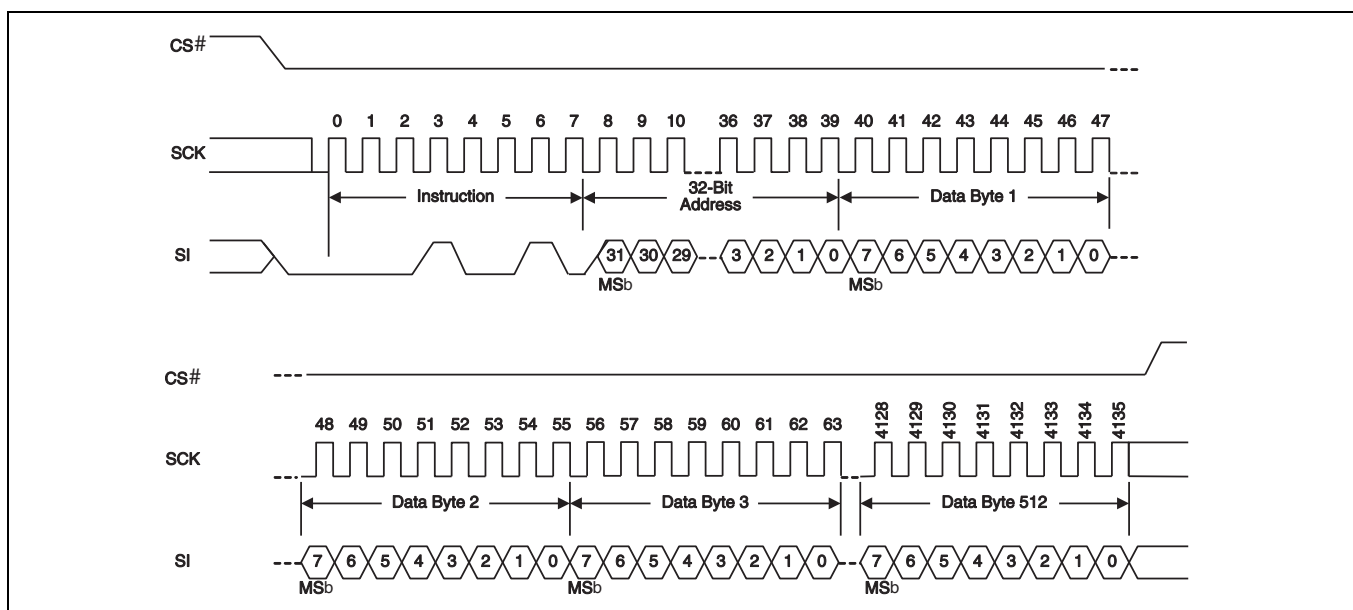 CS#
0 1 2 3 4 5 6 7 8 9 10 36 37 38 39 40 41 42 43 44 45 46 47
SCK
Instruction 32-Bit Address Data Byte 1
SI 31 30 29 3 2 1 0 7 6 5 4 3 2 1 0
MSb MSb
CS#
48 49 50 51 52 53 54 55 56 57 58 59 60 61 62 63 4128 4129 4130 4131 4132 4133 4134 4135
SCK
Data Byte 2 Data Byte 3 Data Byte 512
SI 7 6 5 4 3 2 1 0 7 6 5 4 3 2 1 0 7 6 5 4 3 2 1 0
MSb MSb MSb